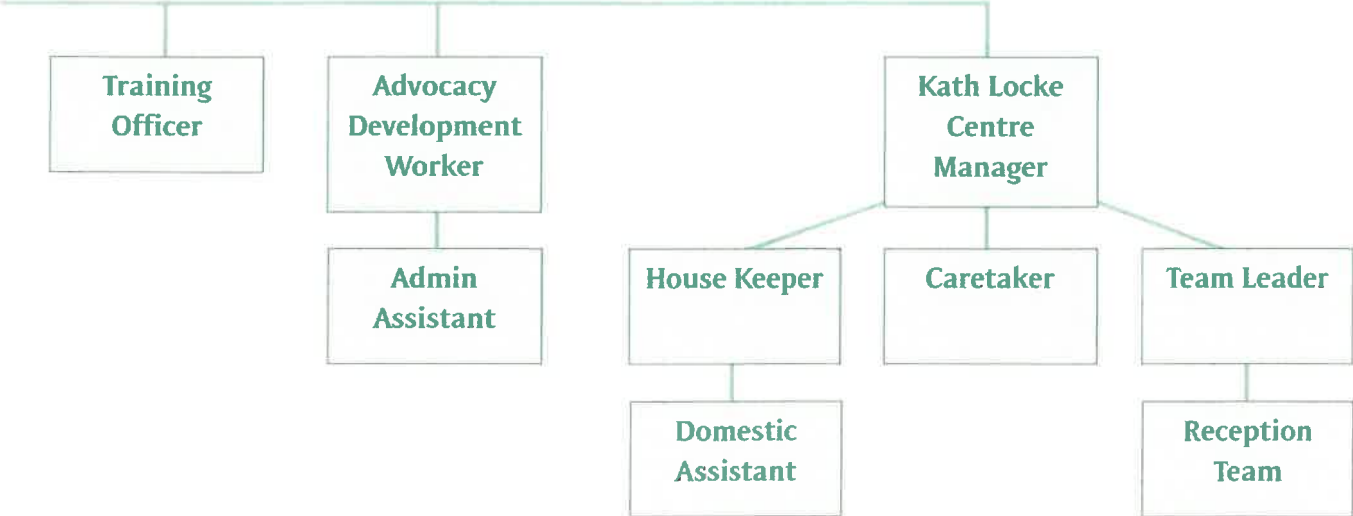 Training
Officer
Advocacy
Development
Worker
Kath Locke
Centre
Manager
Admin
Assistant
House Keeper
Caretaker
Team Leader
Domestic
Assistant
Reception
Team